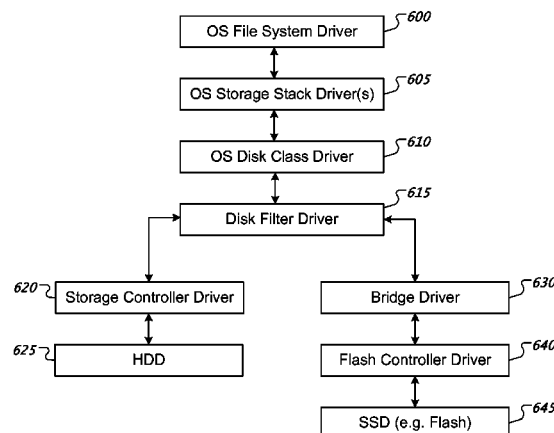 OS File System Driver
600
OS Storage Stack Driver(s)
605
OS Disk Class Driver
610
Disk Filter Driver
615
620
Storage Controller Driver
625
HDD
Bridge Driver
630
Flash Controller Driver
640
SSD (e.g. Flash)
645